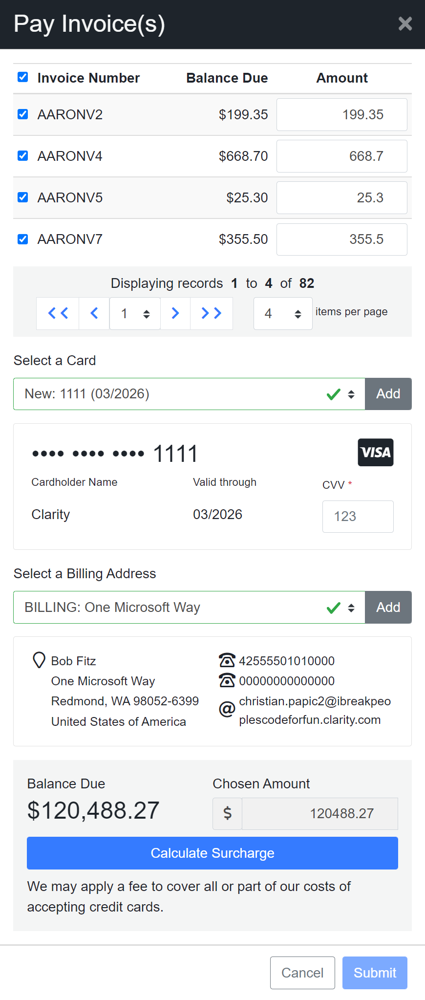 Pay Invoice(s)
Invoice Number Balance Due Amount
AARONV2 $199.35 199.35
AARONV4 $668.70 668.7
AARONV5 $25.30 25.3
AARONV7 $355.50 355.5
Displaying records 1 to 4 of 82
1 4 items per page
Select a Card
New: 1111 (03/2026) Add
•••• •••• •••• 1111 VISA
Cardholder Name Valid through CVV *
Clarity 03/2026 123
Select a Billing Address
BILLING: One Microsoft Way Add
Bob Fitz 42555501010000
One Microsoft Way 00000000000000
Redmond, WA 98052-6399 christian.papic2@ibreakpeo
United States of America plescodeforfun.clarity.com
Balance Due Chosen Amount
$120,488.27 $ 120488.27
Calculate Surcharge
We may apply a fee to cover all or part of our costs of
accepting credit cards.
Cancel Submit